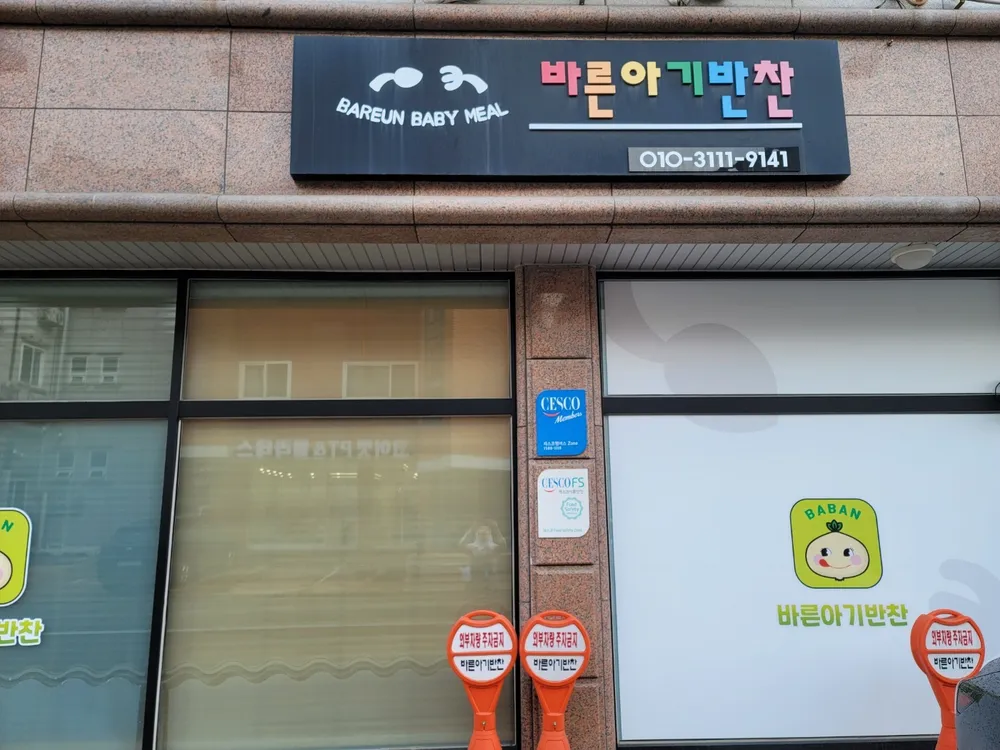 BAREUN BABY MEAL
바른아기반찬
010-3111-9141
CESCO
Members
CESCO FS
BABAN
바른아기반찬
N
반찬
외부차량 주차금지
바른아기반찬
외부차량 주차금지
바른아기반찬
외부차량 주차금지
바른아기반찬